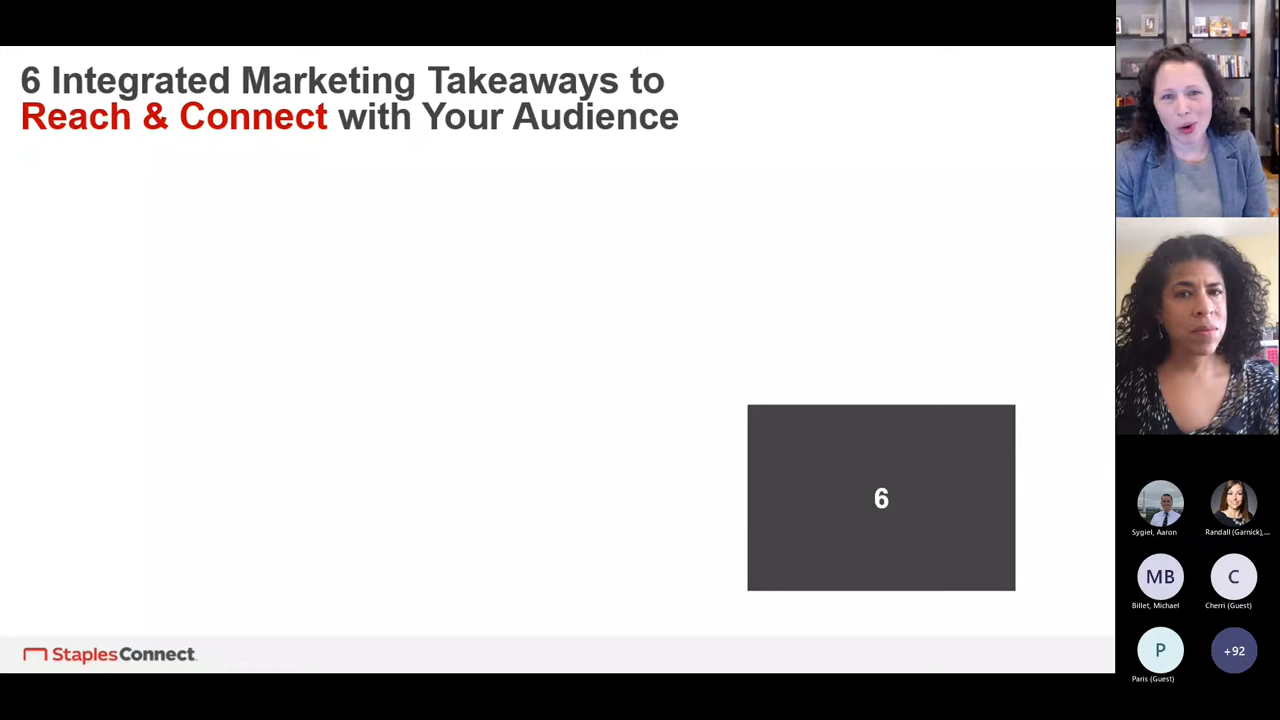 6 Integrated Marketing Takeaways to
Reach & Connect with Your Audience
6
StaplesConnect.
Sygiel, Aaron
Randall (Garnick),...
MB
C
Billet, Michael
Cherri (Guest)
P
+92
Paris (Guest)